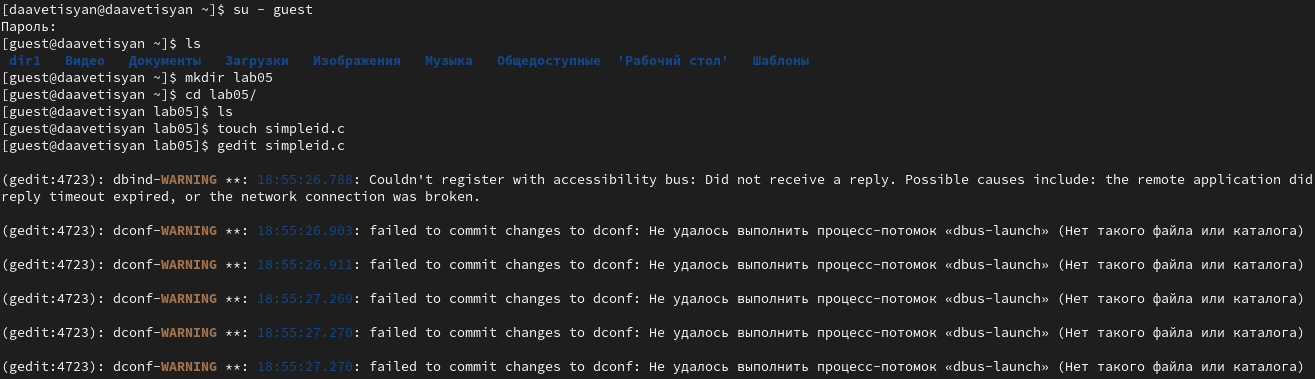 [daavetisyan@daavetisyan ~]$ su - guest
Пароль:
[guest@daavetisyan ~]$ ls
dir1 Видео Документы Загрузки Изображения Музыка Общедоступные 'Рабочий стол' Шаблоны
[guest@daavetisyan ~]$ mkdir lab05
[guest@daavetisyan ~]$ cd lab05/
[guest@daavetisyan lab05]$ ls
[guest@daavetisyan lab05]$ touch simpleid.c
[guest@daavetisyan lab05]$ gedit simpleid.c
(gedit:4723): dbind-WARNING **: 18:55:26.788: Couldn't register with accessibility bus: Did not receive a reply. Possible causes include: the remote application did
reply timeout expired, or the network connection was broken.
(gedit:4723): dconf-WARNING **: 18:55:26.903: failed to commit changes to dconf: Не удалось выполнить процесс-потомок «dbus-launch» (Нет такого файла или каталога)
(gedit:4723): dconf-WARNING **: 18:55:26.911: failed to commit changes to dconf: Не удалось выполнить процесс-потомок «dbus-launch» (Нет такого файла или каталога)
(gedit:4723): dconf-WARNING **: 18:55:27.269: failed to commit changes to dconf: Не удалось выполнить процесс-потомок «dbus-launch» (Нет такого файла или каталога)
(gedit:4723): dconf-WARNING **: 18:55:27.270: failed to commit changes to dconf: Не удалось выполнить процесс-потомок «dbus-launch» (Нет такого файла или каталога)
(gedit:4723): dconf-WARNING **: 18:55:27.270: failed to commit changes to dconf: Не удалось выполнить процесс-потомок «dbus-launch» (Нет такого файла или каталога)